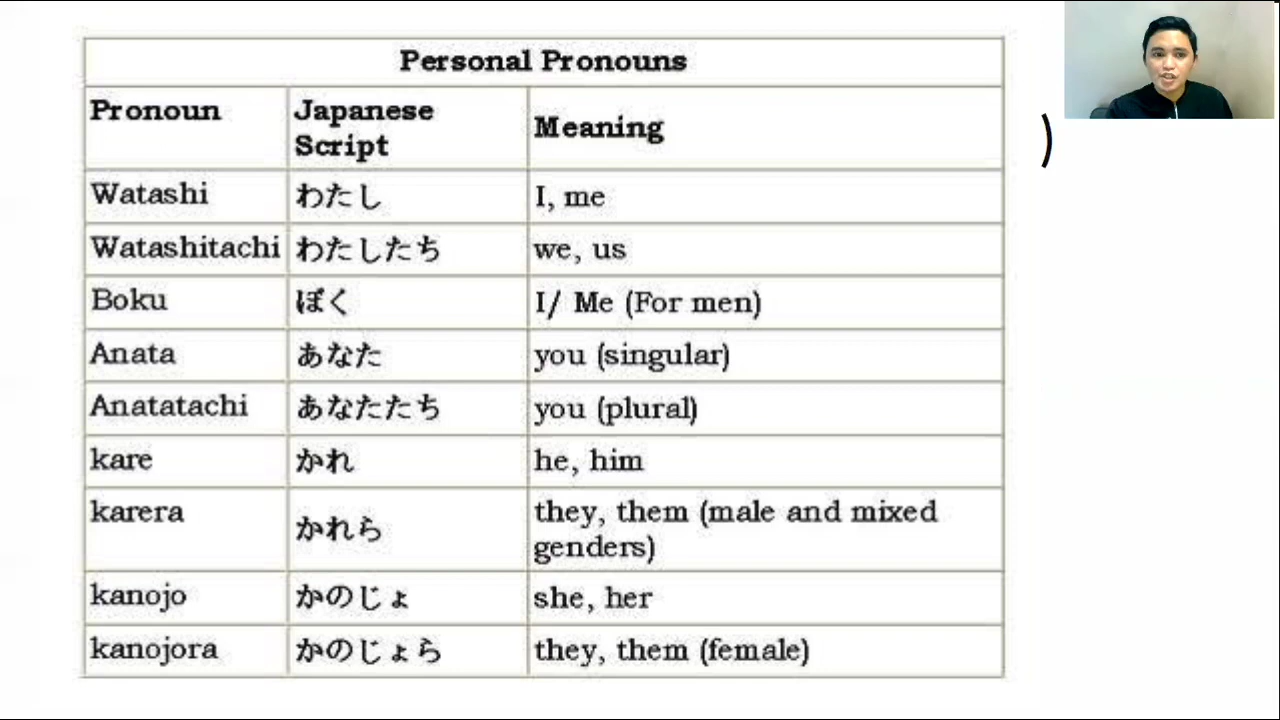 Personal Pronouns
Pronoun Japanese Meaning
Script
Watashi わたし I, me
Watashitachi わたしたち we, us
Boku ぼく I/ Me (For men)
Anata あなた you (singular)
Anatatachi あなたたち you (plural)
kare かれ he, him
karera かれら they, them (male and mixed
genders)
kanojo かのじょ she, her
kanojora かのじょら they, them (female)
)